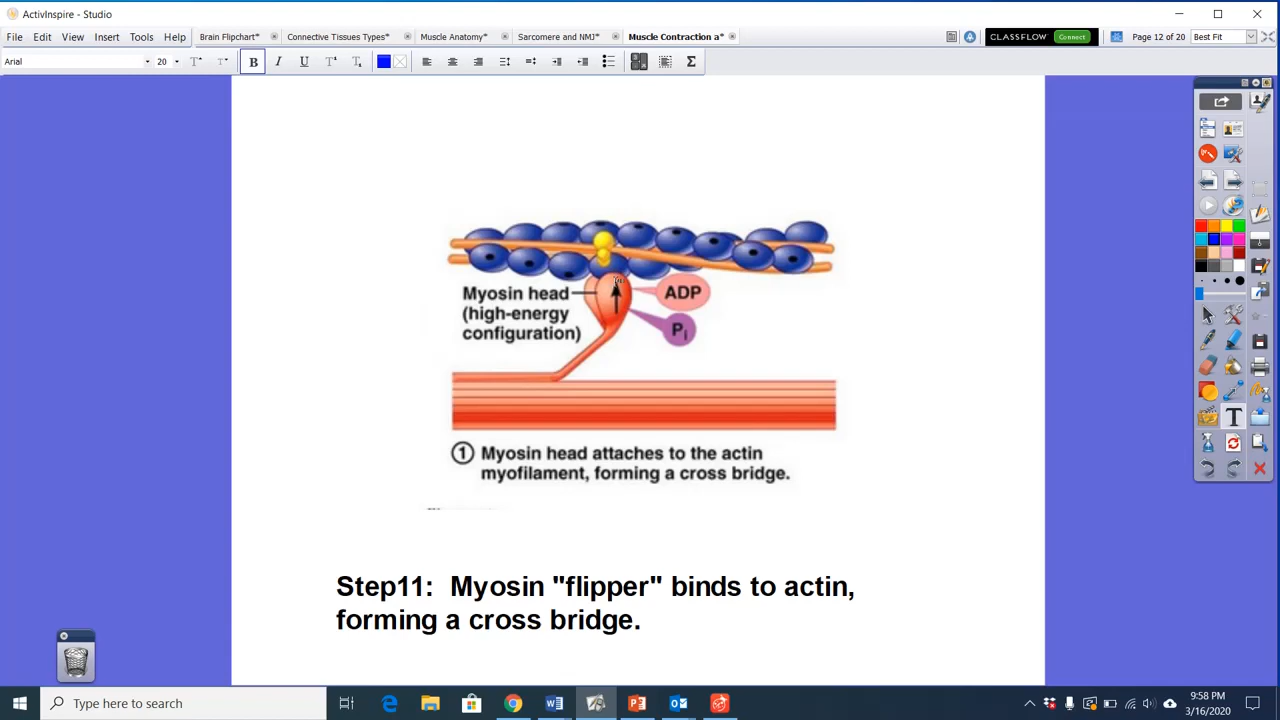 ActivInspire - Studio
File Edit View Insert Tools Help
Brain Flipchart* Connective Tissues Types* Muscle Anatomy* Sarcomere and NMJ* Muscle Contraction a*
CLASSFLOW Connect
Page 12 of 20 Best Fit
Arial 20 B I U
Myosin head
(high-energy
configuration)
ADP
Pi
1 Myosin head attaches to the actin
myofilament, forming a cross bridge.
Step11: Myosin "flipper" binds to actin,
forming a cross bridge.
Type here to search
9:58 PM
3/16/2020